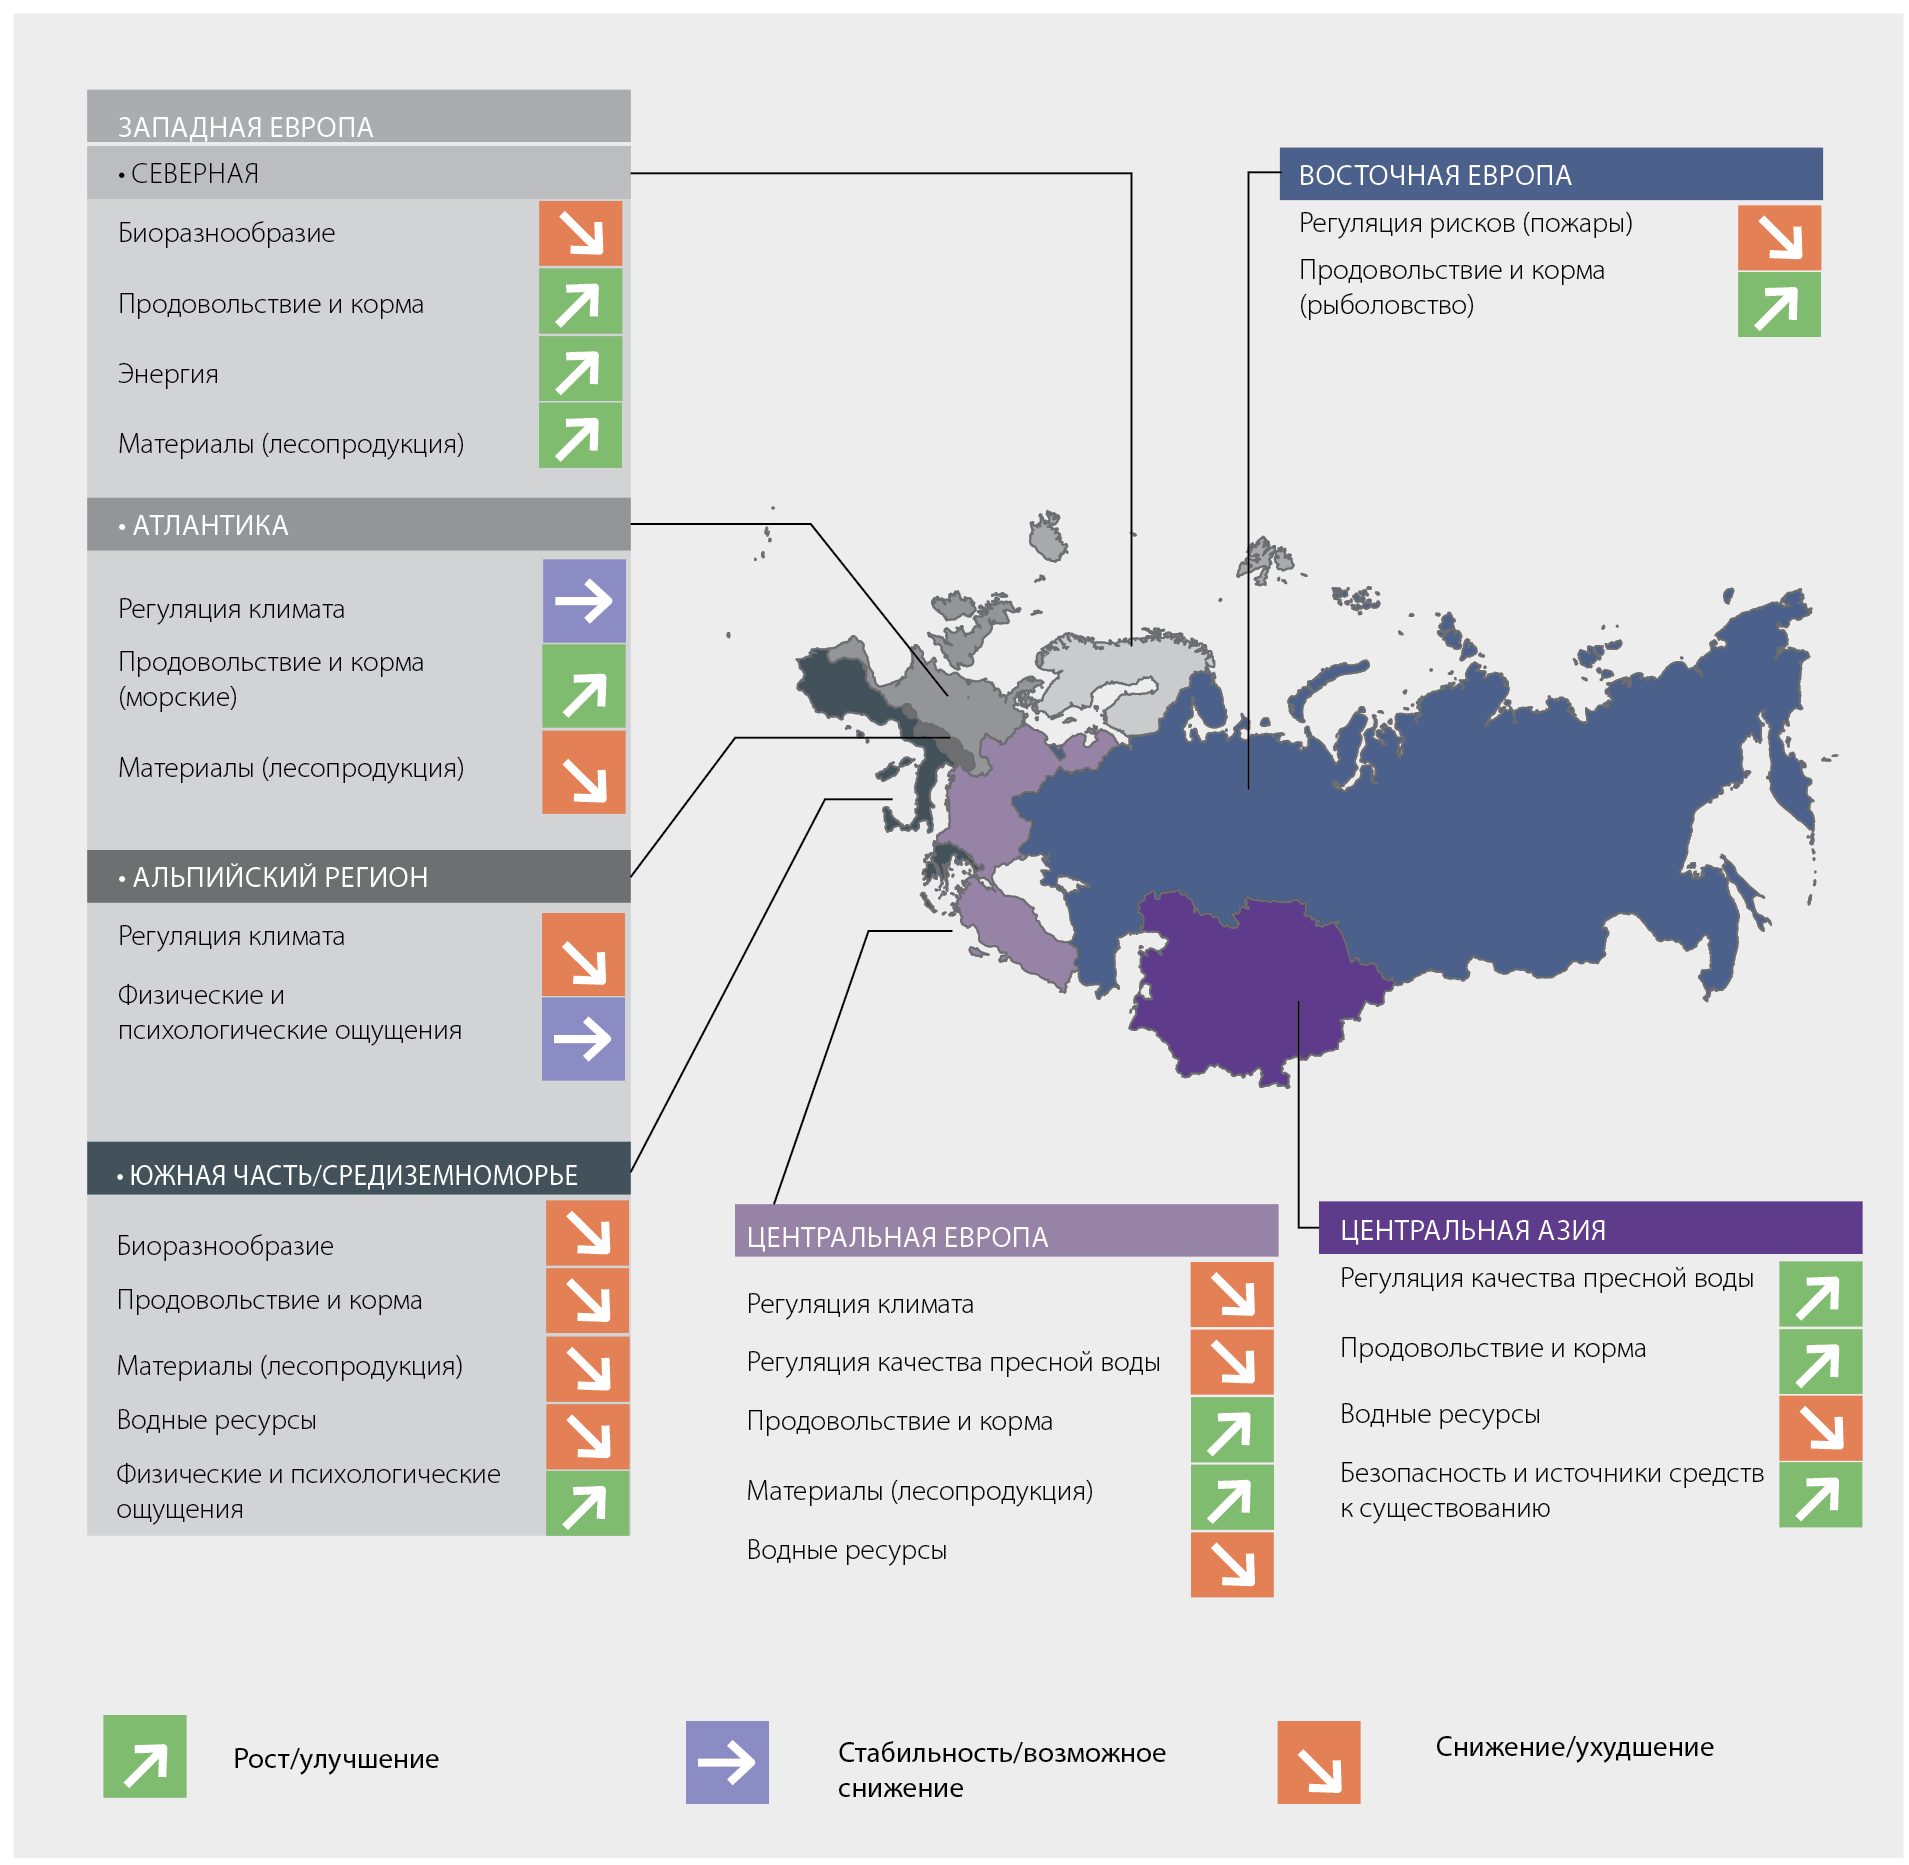 ЗАПАДНАЯ ЕВРОПА
• СЕВЕРНАЯ
Биоразнообразие
Продовольствие и корма
Энергия
Материалы (лесопродукция)
• АТЛАНТИКА
Регуляция климата
Продовольствие и корма
(морские)
Материалы (лесопродукция)
• АЛЬПИЙСКИЙ РЕГИОН
Регуляция климата
Физические и
психологические ощущения
• ЮЖНАЯ ЧАСТЬ/СРЕДИЗЕМНОМОРЬЕ
Биоразнообразие
Продовольствие и корма
Материалы (лесопродукция)
Водные ресурсы
Физические и психологические
ощущения
ВОСТОЧНАЯ ЕВРОПА
Регуляция рисков (пожары)
Продовольствие и корма
(рыболовство)
ЦЕНТРАЛЬНАЯ ЕВРОПА
Регуляция климата
Регуляция качества пресной воды
Продовольствие и корма
Материалы (лесопродукция)
Водные ресурсы
ЦЕНТРАЛЬНАЯ АЗИЯ
Регуляция качества пресной воды
Продовольствие и корма
Водные ресурсы
Безопасность и источники средств
к существованию
Рост/улучшение
Стабильность/возможное
снижение
Снижение/ухудшение